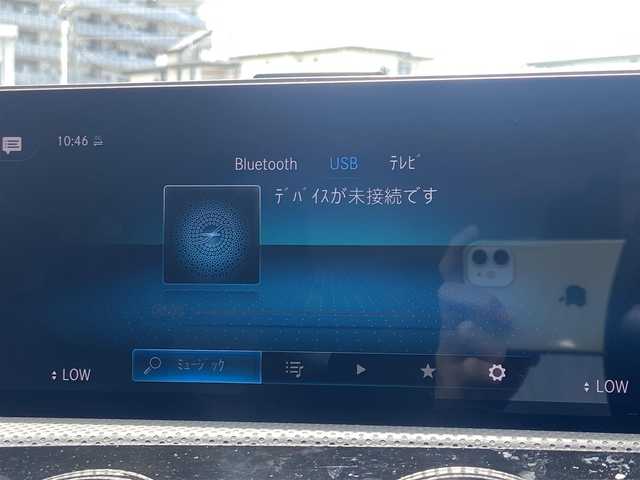 10:46
Bluetooth USB ﾃﾚﾋﾞ
ﾃﾞﾊﾞｲｽが未接続です
ﾐｭｰｼﾞｯｸ
LOW
LOW